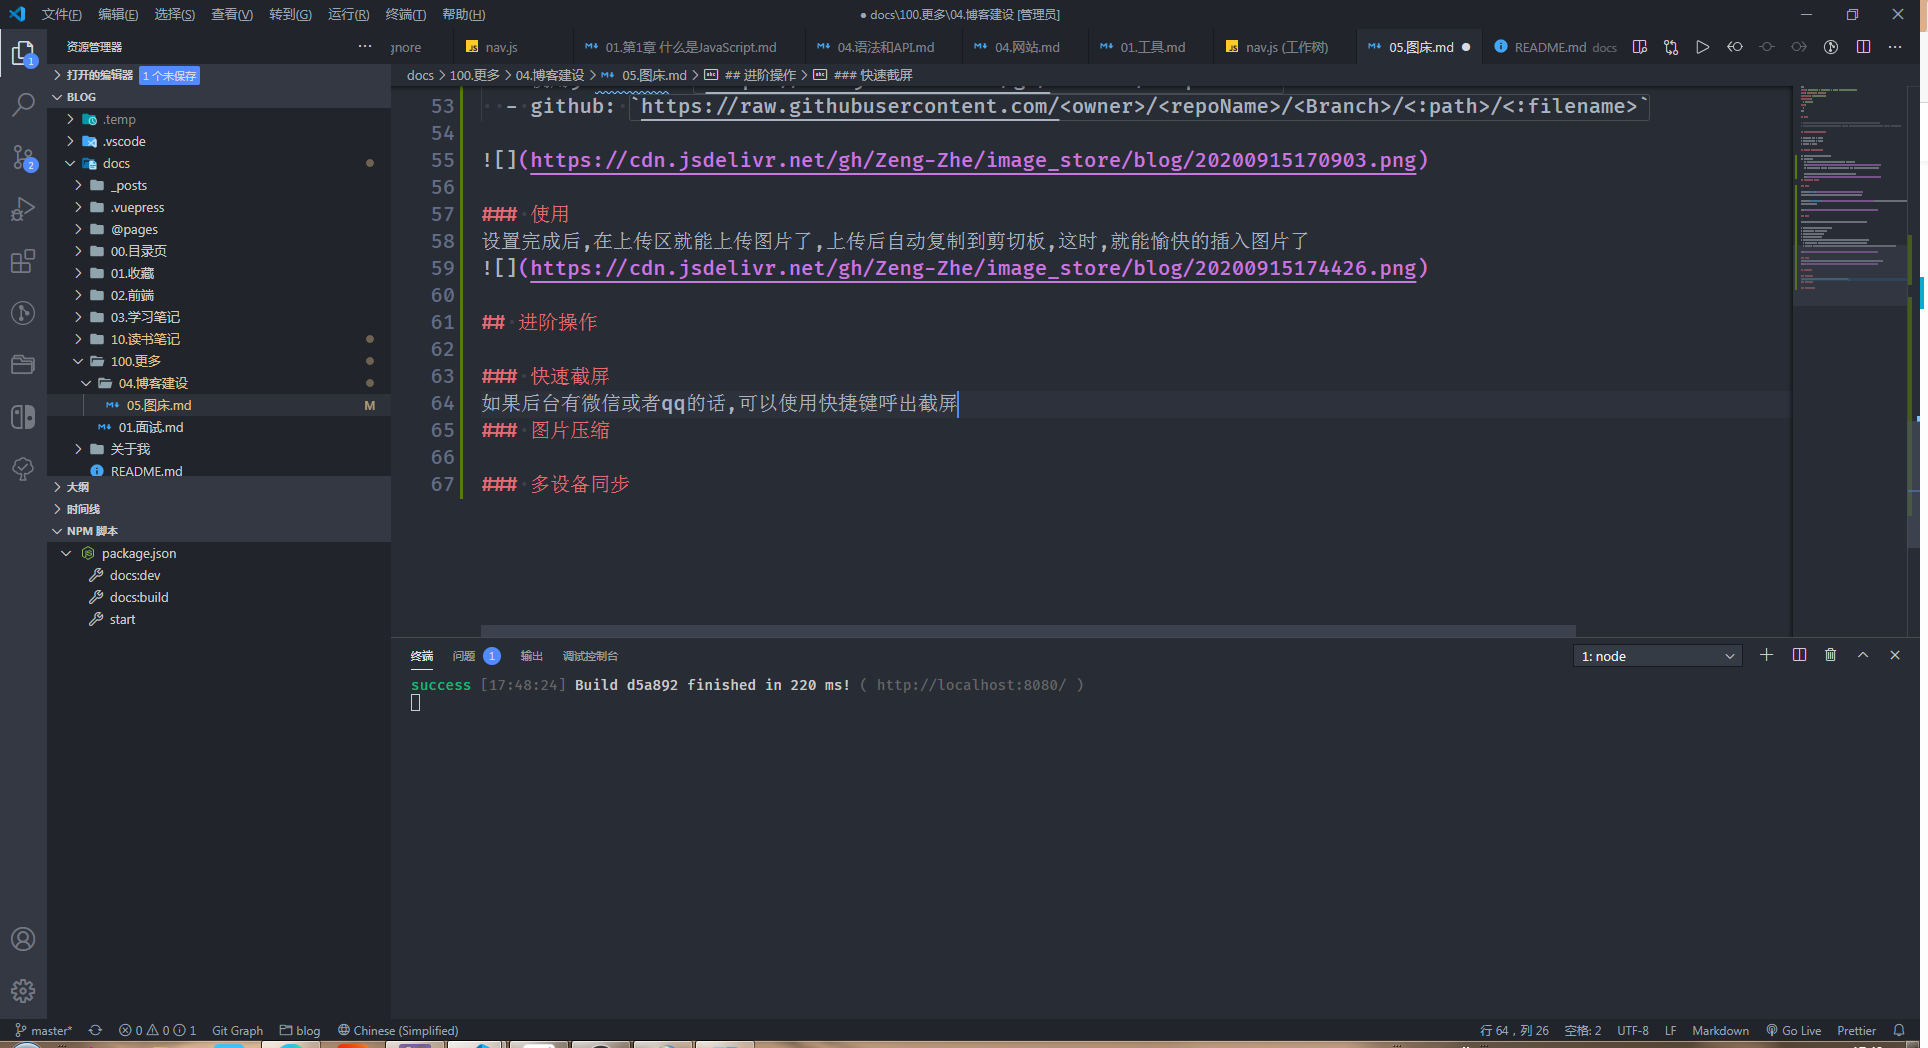 文件(F) 编辑(E) 选择(S) 查看(V) 转到(G) 运行(R) 终端(T) 帮助(H)
● docs\100.更多\04.博客建设 [管理员]
资源管理器
gnore
nav.js
01.第1章 什么是JavaScript.md
04.语法和API.md
04.网站.md
01.工具.md
nav.js (工作树)
05.图床.md
README.md docs
打开的编辑器 1 个未保存
docs > 100.更多 > 04.博客建设 > 05.图床.md > ## 进阶操作 > ### 快速截屏
BLOG
.temp
.vscode
docs
_posts
.vuepress
@pages
00.目录页
01.收藏
02.前端
03.学习笔记
10.读书笔记
100.更多
04.博客建设
05.图床.md M
01.面试.md
关于我
README.md
大纲
时间线
NPM 脚本
package.json
docs:dev
docs:build
start
53 - github: `https://raw.githubusercontent.com/<owner>/<repoName>/<Branch>/<:path>/<:filename>`
54
55 ![](https://cdn.jsdelivr.net/gh/Zeng-Zhe/image_store/blog/20200915170903.png)
56
57 ### 使用
58 设置完成后,在上传区就能上传图片了,上传后自动复制到剪切板,这时,就能愉快的插入图片了
59 ![](https://cdn.jsdelivr.net/gh/Zeng-Zhe/image_store/blog/20200915174426.png)
60
61 ## 进阶操作
62
63 ### 快速截屏
64 如果后台有微信或者qq的话,可以使用快捷键呼出截屏
65 ### 图片压缩
66
67 ### 多设备同步
终端 问题 1 输出 调试控制台
1: node
success [17:48:24] Build d5a892 finished in 220 ms! ( http://localhost:8080/ )
1
2
master* 0 0 1 Git Graph blog Chinese (Simplified)
行 64，列 26 空格: 2 UTF-8 LF Markdown Go Live Prettier